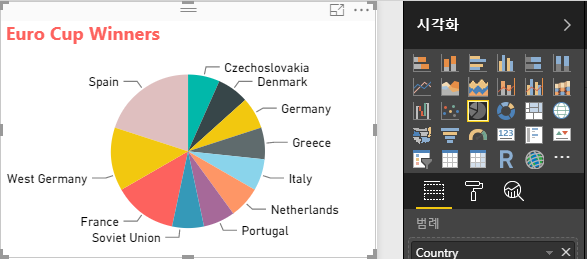 Euro Cup Winners
시각화
Czechoslovakia
Spain
Denmark
Germany
Greece
Italy
West Germany
Netherlands
France
Portugal
Soviet Union
123
R
범례
Country